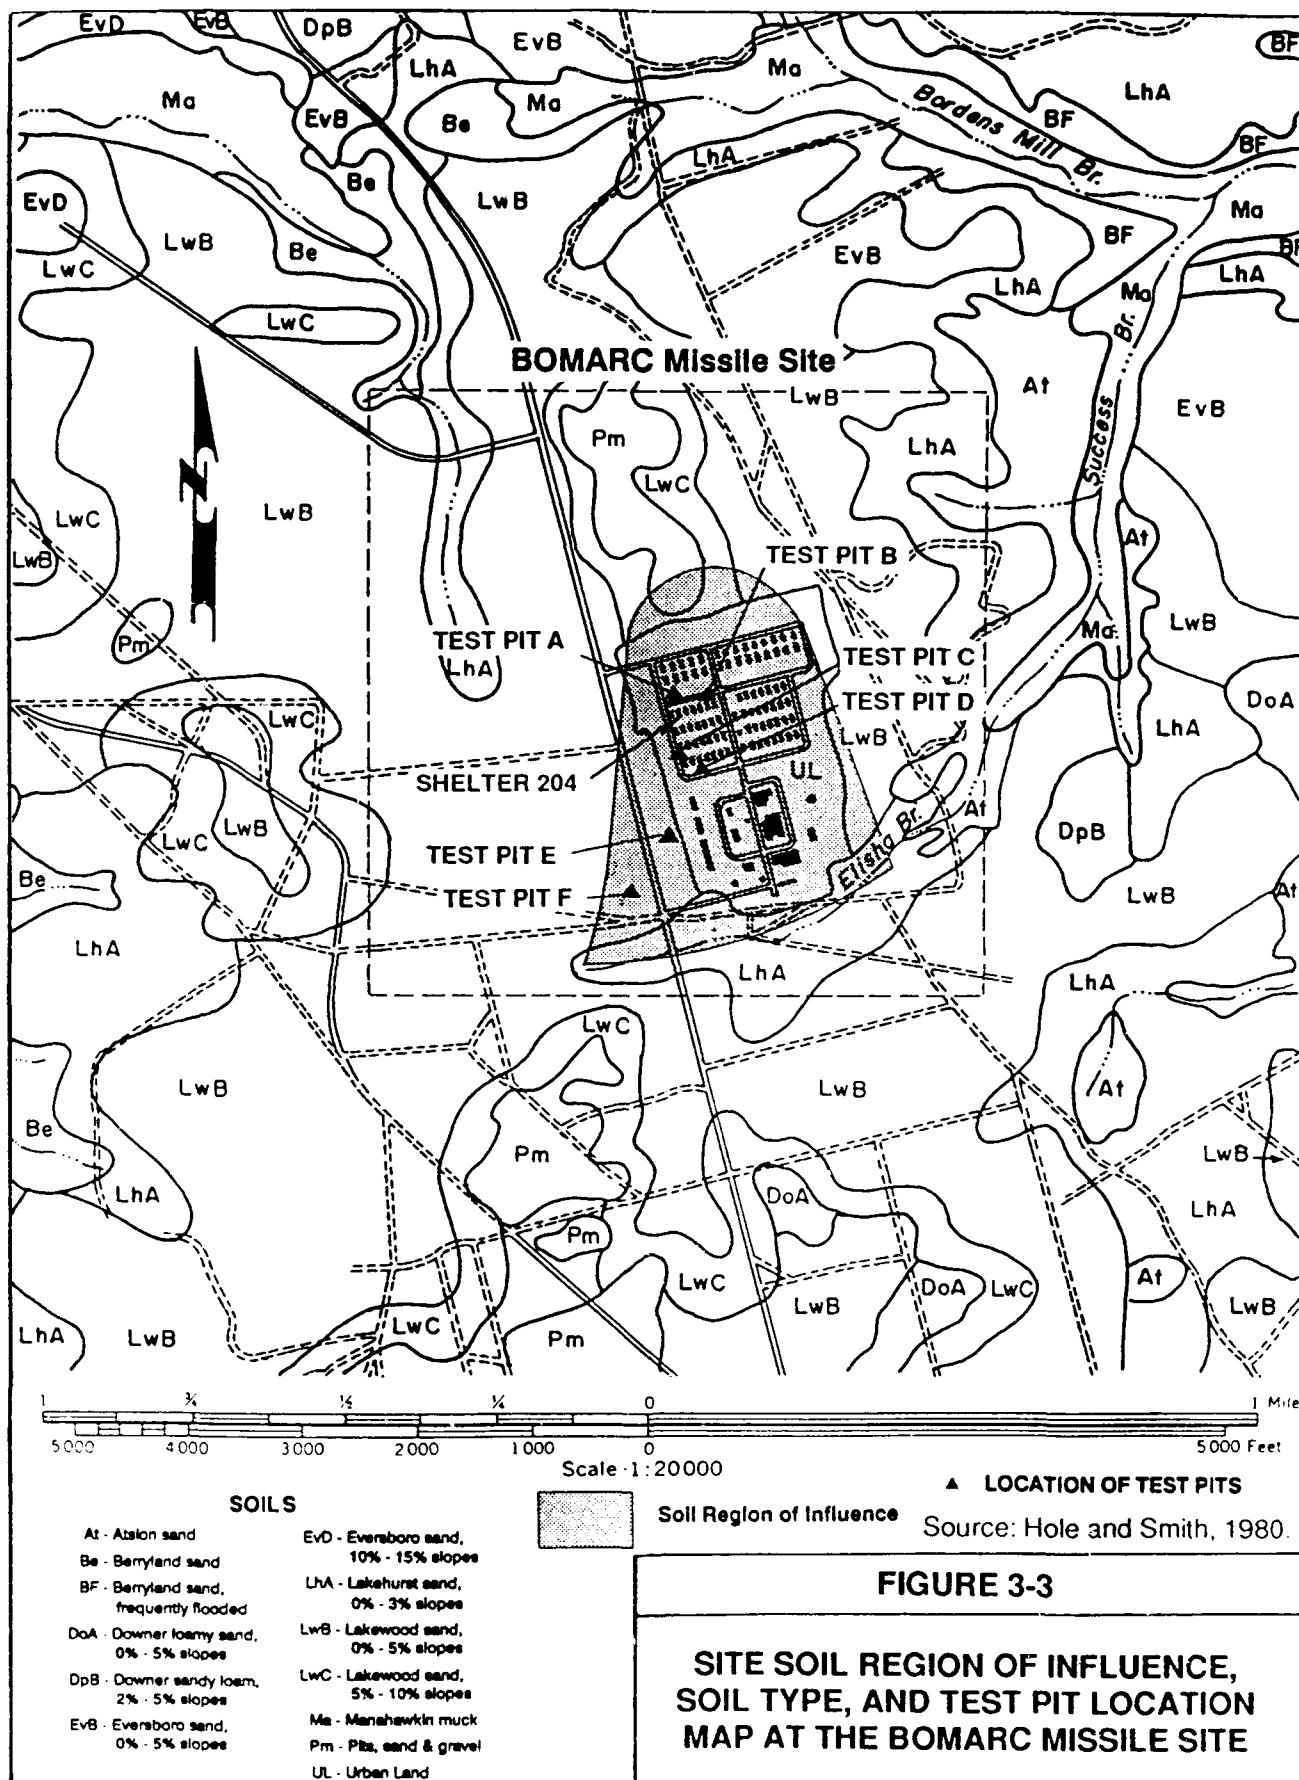 EvD
EvB
DpB
EvB
BF
LhA
Ma
LhA
Ma
EvB
Ma
Be
BF
Bordens Mill Br.
BF
LhA
Be
EvD
LwB
Ma
LwB
Be
EvB
BF
BF
LwC
LhA
LhA
Ma
LwC
BOMARC Missile Site
LwB
At
EvB
Pm
LhA
Success Br.
N
LwC
LwC
LwB
At
LwB
TEST PIT B
Pm
TEST PIT A
Ma
LwB
LhA
TEST PIT C
DoA
LwC
TEST PIT D
LhA
LwB
UL
SHELTER 204
At
LwC
LwB
DpB
TEST PIT E
Elisha Br.
Be
TEST PIT F
LwB
At
LhA
LhA
LhA
LwC
LwB
LwB
At
Be
Pm
LwB
LhA
DoA
LhA
Pm
LwC
At
LwB
DoA
LwC
LwB
LhA
LwB
LwC
Pm
1 ¾ ½ ¼ 0 1 Mile
5000 4000 3000 2000 1000 0 5000 Feet
Scale 1:20000
SOILS
At - Atsion sand
Be - Berryland sand
BF - Berryland sand,
frequently flooded
DoA - Downer loamy sand,
0% - 5% slopes
DpB - Downer sandy loam,
2% - 5% slopes
EvB - Eversboro sand,
0% - 5% slopes
EvD - Eversboro sand,
10% - 15% slopes
LhA - Lakehurst sand,
0% - 3% slopes
LwB - Lakewood sand,
0% - 5% slopes
LwC - Lakewood sand,
5% - 10% slopes
Ma - Manahawkin muck
Pm - Pits, sand & gravel
UL - Urban Land
Soil Region of Influence
▲ LOCATION OF TEST PITS
Source: Hole and Smith, 1980.
FIGURE 3-3
SITE SOIL REGION OF INFLUENCE,
SOIL TYPE, AND TEST PIT LOCATION
MAP AT THE BOMARC MISSILE SITE